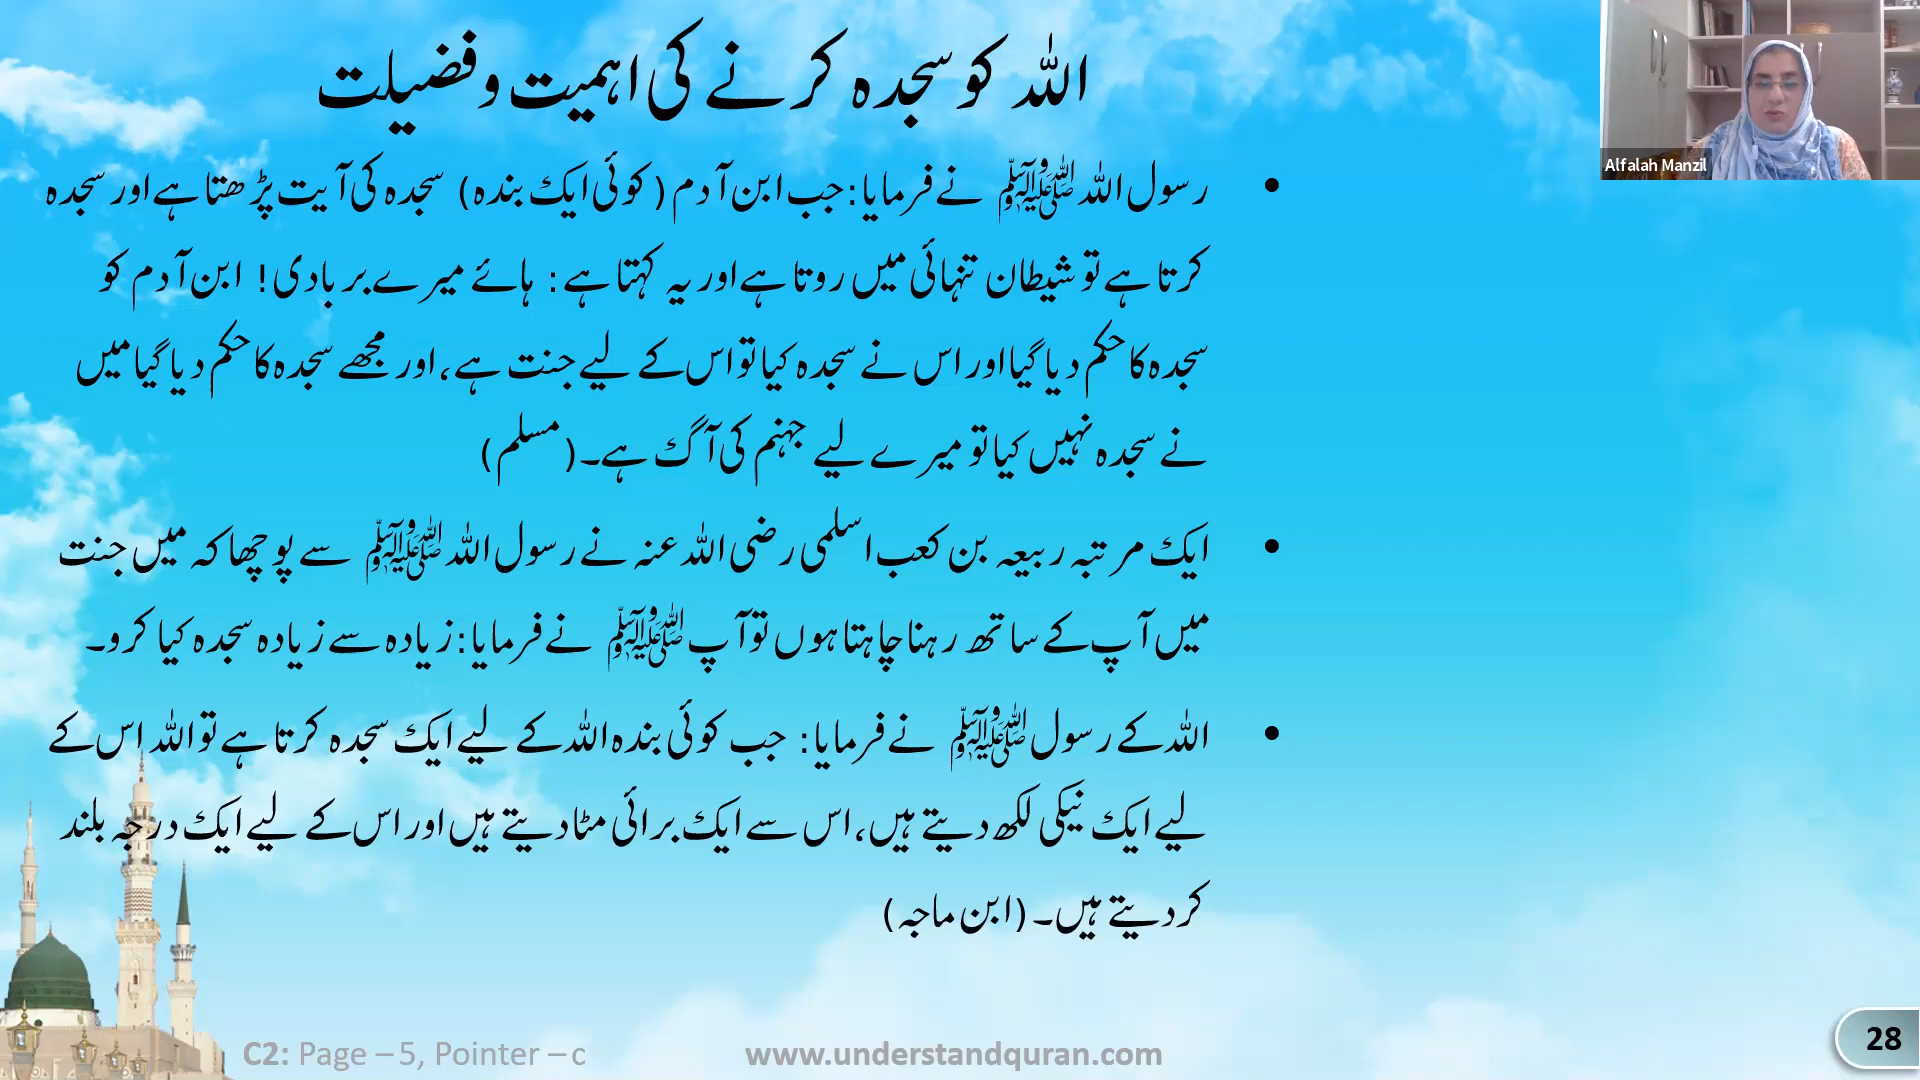 اللہ کو سجدہ کرنے کی اہمیت و فضیلت
Alfalah Manzil
• رسول اللہ ﷺ نے فرمایا: جب ابن آدم (کوئی ایک بندہ) سجدہ کی آیت پڑھتا ہے اور سجدہ
کرتا ہے تو شیطان تنہائی میں روتا ہے اور یہ کہتا ہے: ہائے میرے بربادی! ابن آدم کو
سجدہ کا حکم دیا گیا اور اس نے سجدہ کیا تو اس کے لیے جنت ہے، اور مجھے سجدہ کا حکم دیا گیا میں
نے سجدہ نہیں کیا تو میرے لیے جہنم کی آگ ہے۔ (مسلم)
• ایک مرتبہ ربیعہ بن کعب اسلمی رضی اللہ عنہ نے رسول اللہ ﷺ سے پوچھا کہ میں جنت
میں آپ کے ساتھ رہنا چاہتا ہوں تو آپ ﷺ نے فرمایا: زیادہ سے زیادہ سجدہ کیا کرو۔
• اللہ کے رسول ﷺ نے فرمایا: جب کوئی بندہ اللہ کے لیے ایک سجدہ کرتا ہے تو اللہ اس کے
لیے ایک نیکی لکھ دیتے ہیں، اس سے ایک برائی مٹا دیتے ہیں اور اس کے لیے ایک درجہ بلند
کر دیتے ہیں۔ (ابن ماجہ)
C2: Page – 5, Pointer – c
www.understandquran.com
28